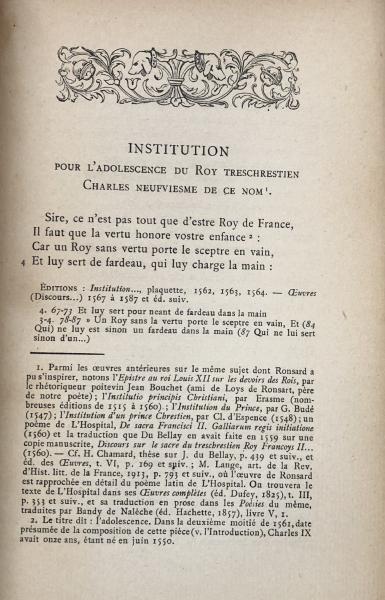 INSTITUTION
POUR L'ADOLESCENCE DU ROY TRESCHRESTIEN
CHARLES NEUFVIESME DE CE NOM¹.
Sire, ce n'est pas tout que d'estre Roy de France,
Il faut que la vertu honore vostre enfance ² :
Car un Roy sans vertu porte le sceptre en vain,
4 Et luy sert de fardeau, qui luy charge la main :
ÉDITIONS : Institution..., plaquette, 1562, 1563, 1564. — Œuvres
(Discours...) 1567 à 1587 et éd. suiv.
4. 67-73 Et luy sert pour neant de fardeau dans la main
3-4. 78-87 » Un Roy sans vertu porte le sceptre en vain, Et (84
Qui) ne luy est sinon un fardeau dans la main (87 Qui ne lui sert
sinon d'un...)
1. Parmi les œuvres antérieures sur le même sujet dont Ronsard a
pu s'inspirer, notons l'Epistre au roi Louis XII sur les devoirs des Rois, par
le rhétoriqueur poitevin Jean Bouchet (ami de Loys de Ronsart, père
de notre poète) ; l'Institutio principis Christiani, par Erasme (nom-
breuses éditions de 1515 à 1560) ; l'Institution du Prince, par G. Budé
(1547) ; l'Institution d'un prince Chrestien, par Cl. d'Espence (1548) ; un
poème de L'Hospital, De sacra Francisci II. Galliarum regis initiatione
(1560) et la traduction que Du Bellay en avait faite en 1559 sur une
copie manuscrite, Discours sur le sacre du treschrestien Roy Françoys II...
(1560). — Cf. H. Chamard, thèse sur J. du Bellay, p. 439 et suiv., et
éd. des Œuvres, t. VI, p. 169 et suiv. ; M. Lange, art. de la Rev.
d'Hist. litt. de la France, 1913, p. 793 et suiv., où l'œuvre de Ronsard
est rapprochée en détail du poème latin de L'Hospital. On trouvera le
texte de L'Hospital dans ses Œuvres complètes (éd. Dufey, 1825), t. III,
p. 353 et suiv., et sa traduction en prose dans les Poésies du même,
traduites par Bandy de Nalèche (éd. Hachette, 1857), livre V, 1.
2. Le titre dit : l'adolescence. Dans la deuxième moitié de 1561, date
présumée de la composition de cette pièce (v. l'Introduction), Charles IX
avait onze ans, étant né en juin 1550.